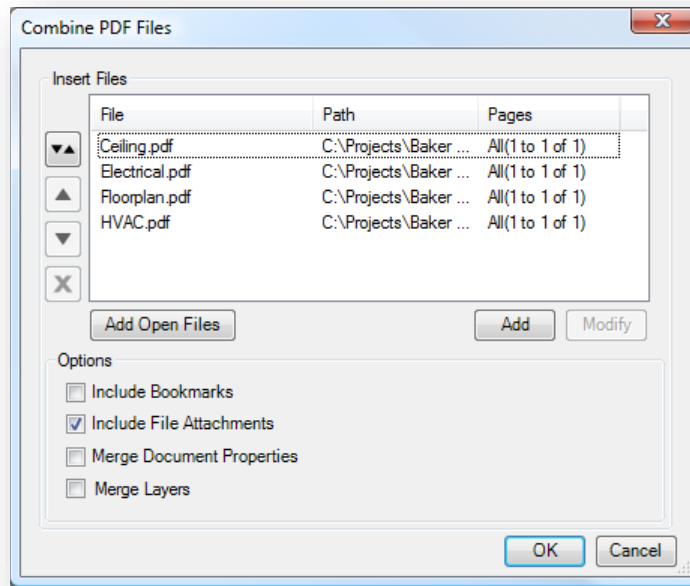 Combine PDF Files
Insert Files
File Path Pages
Ceiling.pdf C:\Projects\Baker ... All(1 to 1 of 1)
Electrical.pdf C:\Projects\Baker ... All(1 to 1 of 1)
Floorplan.pdf C:\Projects\Baker ... All(1 to 1 of 1)
HVAC.pdf C:\Projects\Baker ... All(1 to 1 of 1)
Add Open Files Add Modify
Options
Include Bookmarks
Include File Attachments
Merge Document Properties
Merge Layers
OK Cancel